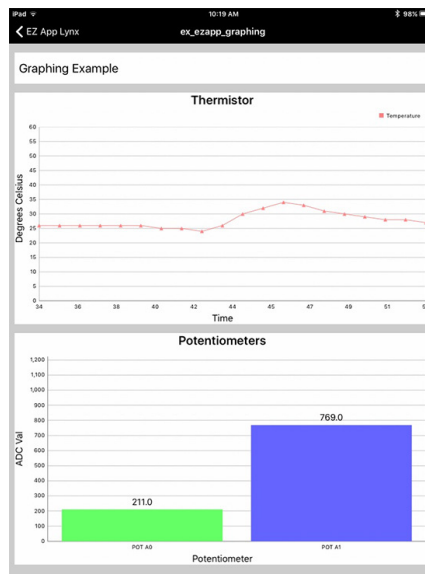 iPad 10:19 AM 98%
EZ App Lynx ex_ezapp_graphing
Graphing Example
Thermistor
Temperature
60
55
50
45
40
35
30
25
20
15
10
5
0
Degrees Celsius
34 36 38 40 42 44 45 47 49 51
Time
Potentiometers
1,200
1,100
1,000
900
800
700
600
500
400
300
200
100
0
ADC Val
769.0
211.0
POT A0 POT A1
Potentiometer